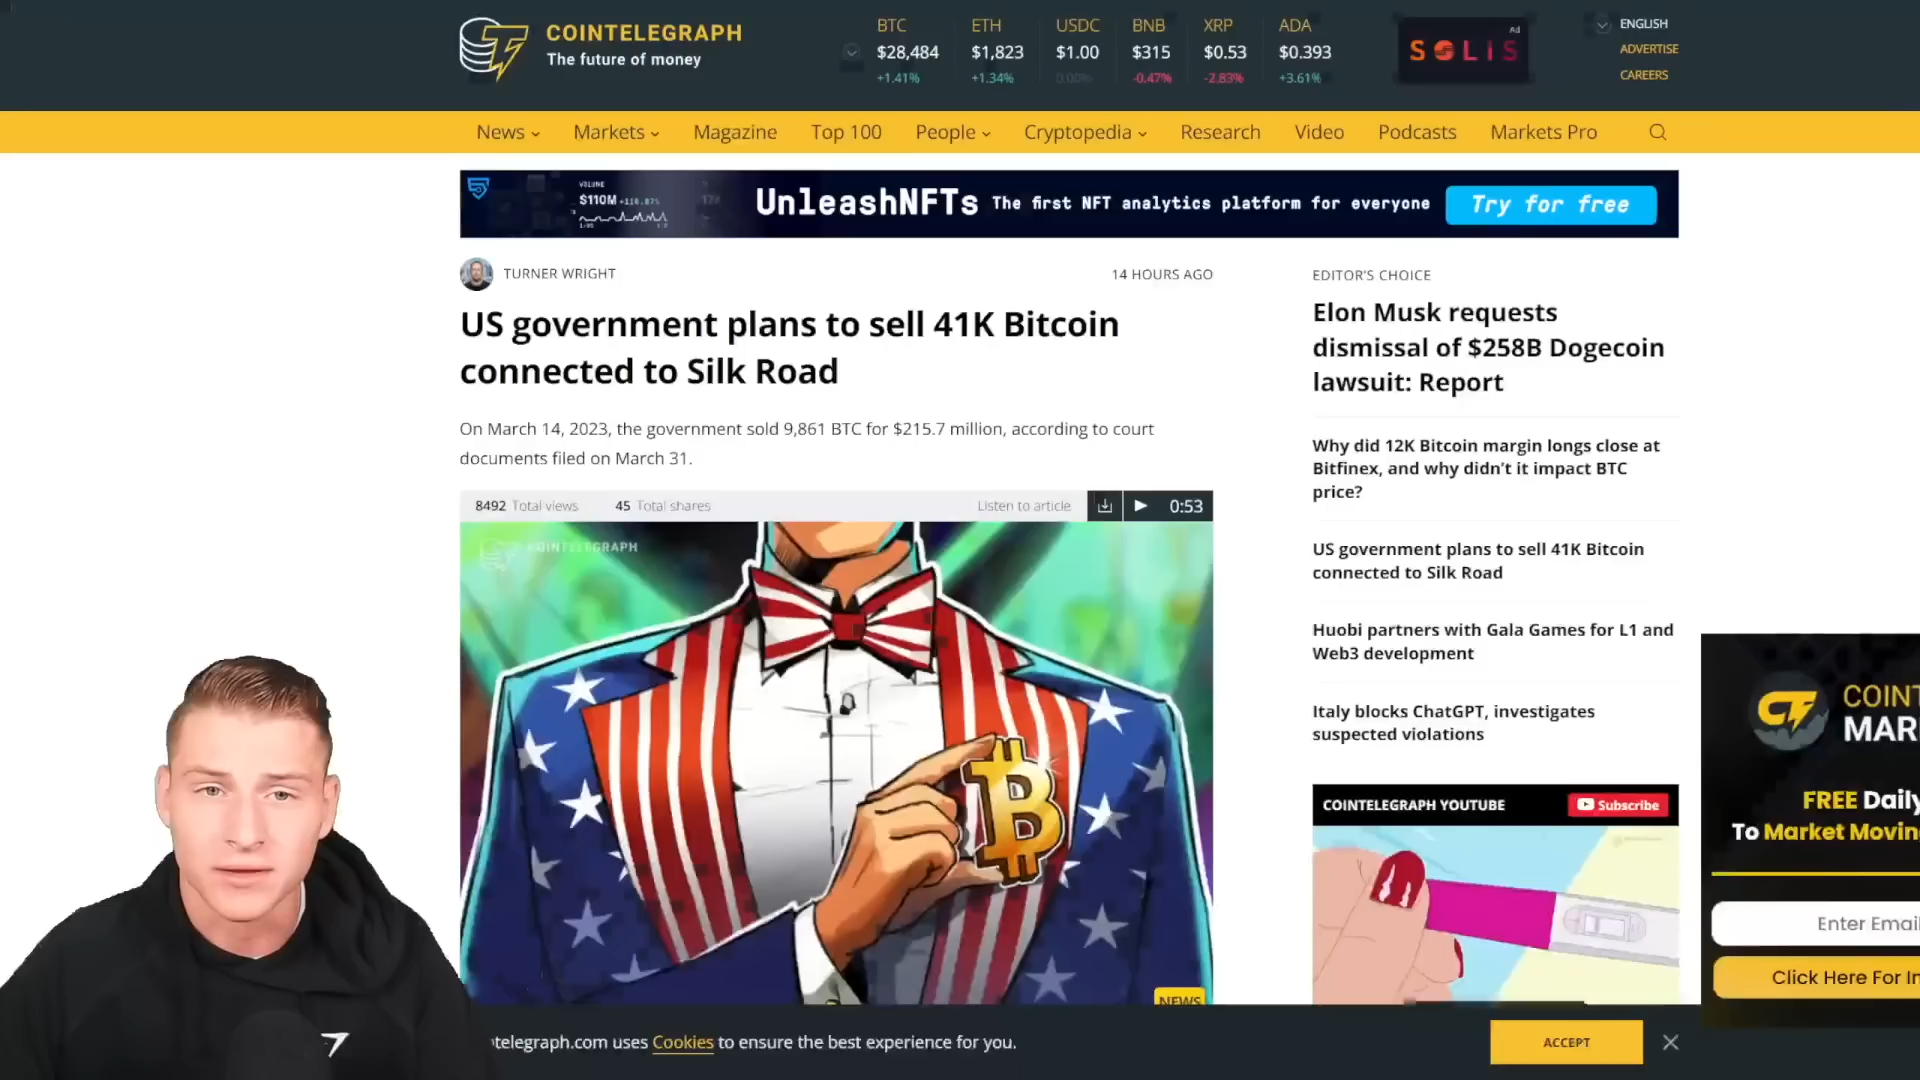 COINTELEGRAPH
The future of money
BTC
$28,484
+1.41%
ETH
$1,823
+1.34%
USDC
$1.00
0.00%
BNB
$315
-0.47%
XRP
$0.53
-2.83%
ADA
$0.393
+3.61%
Ad
SOLIS
ENGLISH
ADVERTISE
CAREERS
News Markets Magazine Top 100 People Cryptopedia Research Video Podcasts Markets Pro
VOLUME
$110M
UnleashNFTs The first NFT analytics platform for everyone Try for free
TURNER WRIGHT
14 HOURS AGO
US government plans to sell 41K Bitcoin
connected to Silk Road
On March 14, 2023, the government sold 9,861 BTC for $215.7 million, according to court
documents filed on March 31.
8492 Total views 45 Total shares Listen to article 0:53
COINTELEGRAPH
NEWS
EDITOR'S CHOICE
Elon Musk requests
dismissal of $258B Dogecoin
lawsuit: Report
Why did 12K Bitcoin margin longs close at
Bitfinex, and why didn't it impact BTC
price?
US government plans to sell 41K Bitcoin
connected to Silk Road
Huobi partners with Gala Games for L1 and
Web3 development
Italy blocks ChatGPT, investigates
suspected violations
COINTELEGRAPH YOUTUBE Subscribe
COINT
MAR
FREE Daily
To Market Movin
Enter Email
Click Here For In
telegraph.com uses Cookies to ensure the best experience for you.
ACCEPT